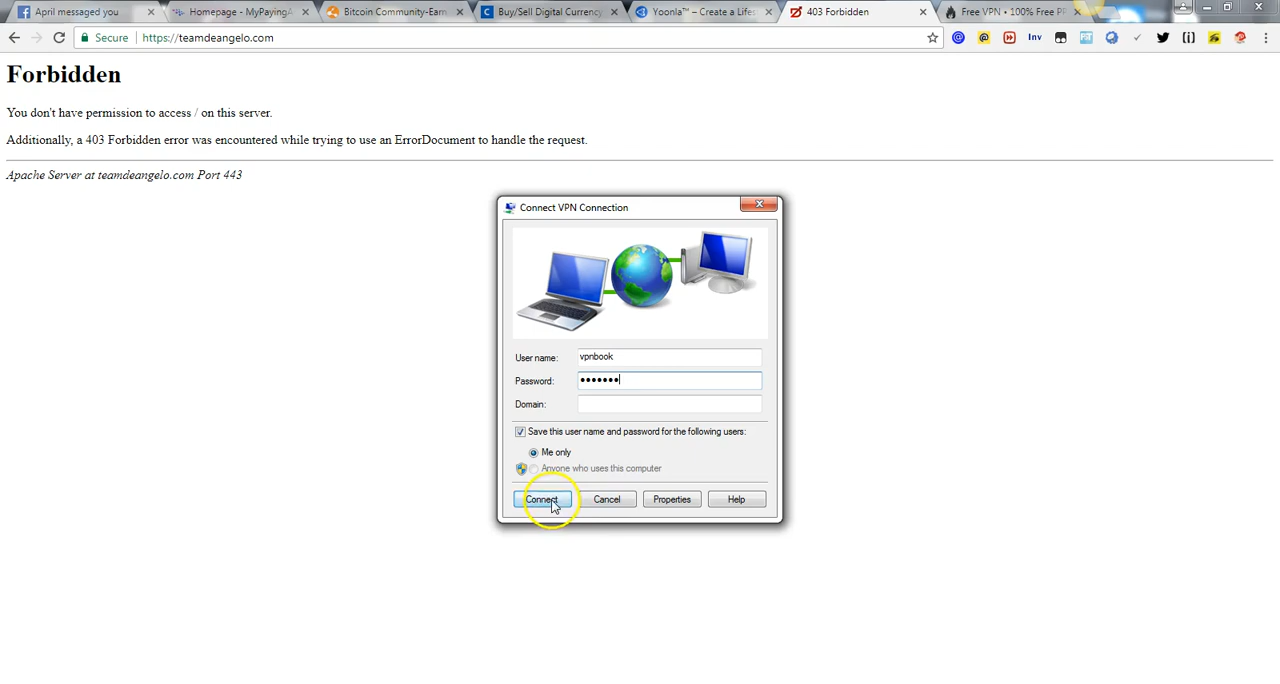 April messaged you
Homepage - MyPayingA
Bitcoin Community-Earn
Buy/Sell Digital Currency
Yoonla™ – Create a Lifes
403 Forbidden
Free VPN • 100% Free PP
Secure
https://teamdeangelo.com
Inv
Forbidden
You don't have permission to access / on this server.
Additionally, a 403 Forbidden error was encountered while trying to use an ErrorDocument to handle the request.
Apache Server at teamdeangelo.com Port 443
Connect VPN Connection
User name:
vpnbook
Password:
•••••••
Domain:
Save this user name and password for the following users:
Me only
Anyone who uses this computer
Connect
Cancel
Properties
Help